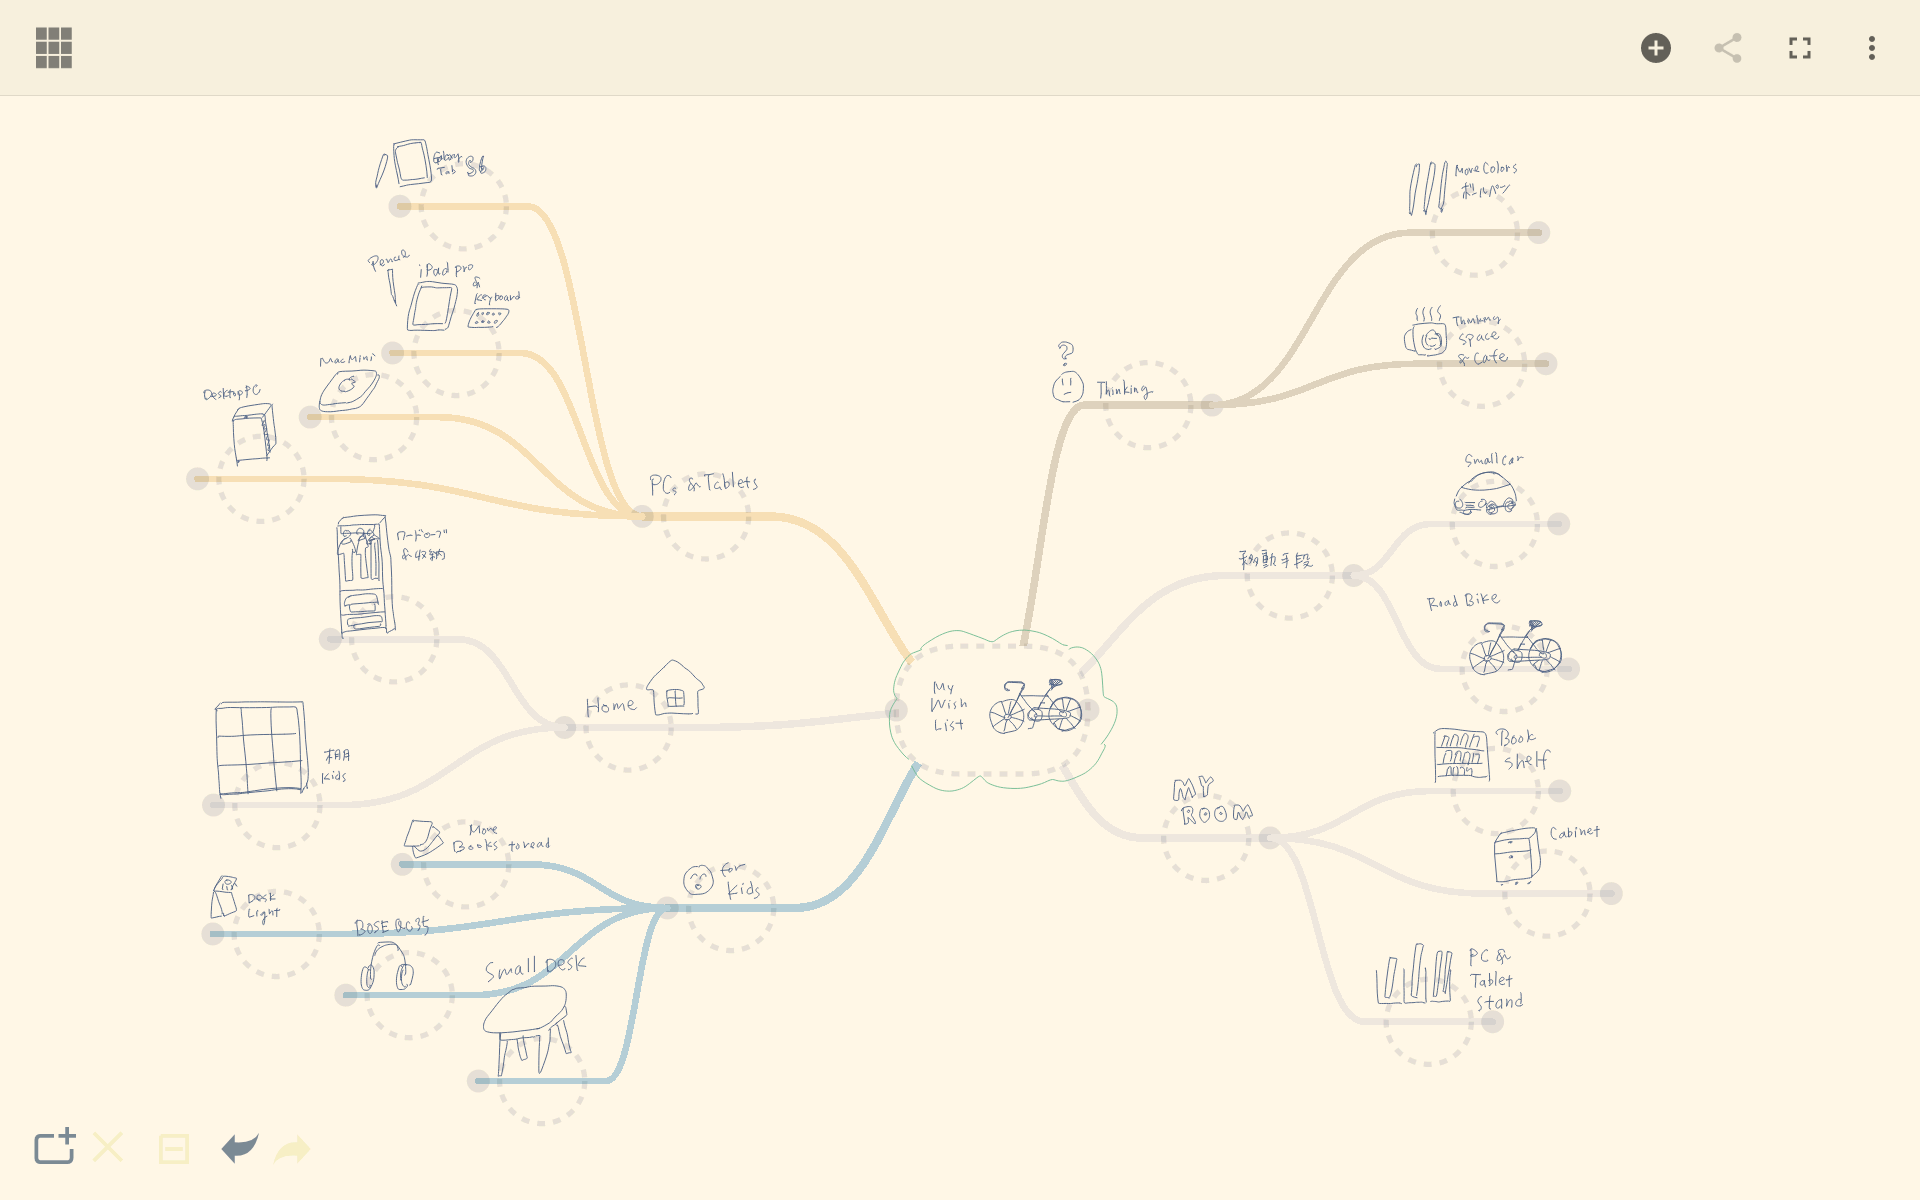 Galaxy
Tab S6
Pencil
iPad pro
&
Keyboard
Mac Mini
Desktop PC
PCs & Tablets
ワードローブ
& 収納
Home
棚
Kids
More
Books to read
Desk
Light
BOSE QC35
Small Desk
for
Kids
My
Wish
List
?
Thinking
More Colors
ボールペン
Thinking
Space
& Cafe
移動手段
Small car
Road Bike
MY
ROOM
Book
shelf
Cabinet
PC &
Tablet
Stand